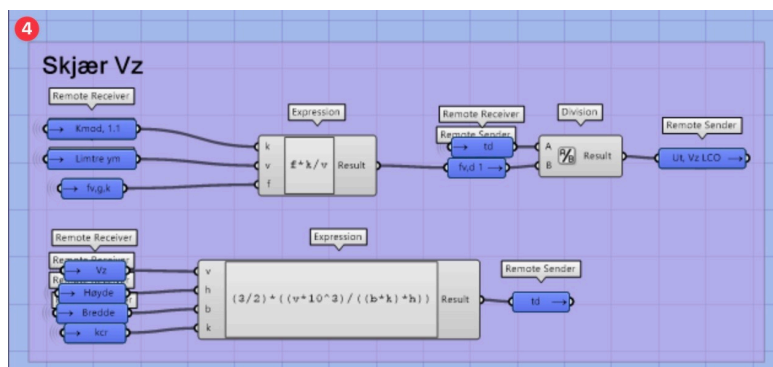 4
Skjær Vz
Remote Receiver
Kmod, 1.1
Limtre ym
fv,g,k
Expression
k
v
f
f*k/v
Result
Remote Receiver
Remote Sender
td
fv,d 1
Division
A
B
A/B
Result
Remote Sender
Ut, Vz LCO
Remote Receiver
Vz
Høyde
Bredde
kcr
Expression
v
h
b
k
(3/2)*((v*10^3)/((b*k)*h))
Result
Remote Sender
td